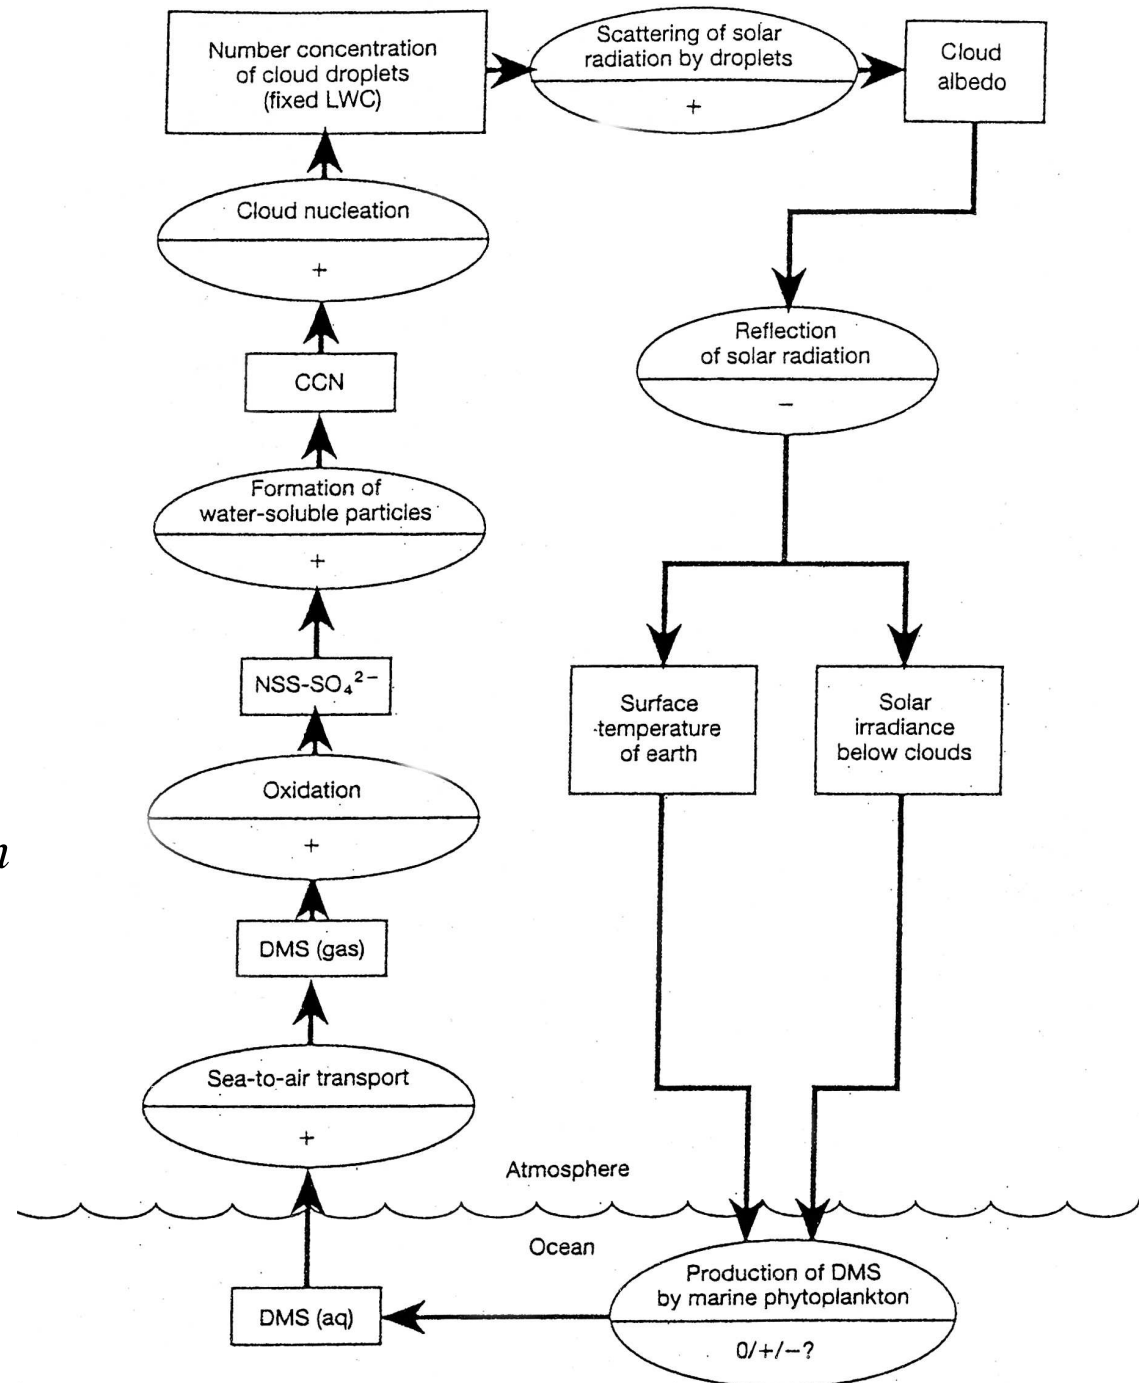 Number concentration
of cloud droplets
(fixed LWC)
Scattering of solar
radiation by droplets
+
Cloud
albedo
Cloud nucleation
+
Reflection
of solar radiation
−
CCN
Formation of
water-soluble particles
+
NSS-SO₄²⁻
Surface
temperature
of earth
Solar
irradiance
below clouds
Oxidation
+
n
DMS (gas)
Sea-to-air transport
+
Atmosphere
Ocean
Production of DMS
by marine phytoplankton
0/+/−?
DMS (aq)